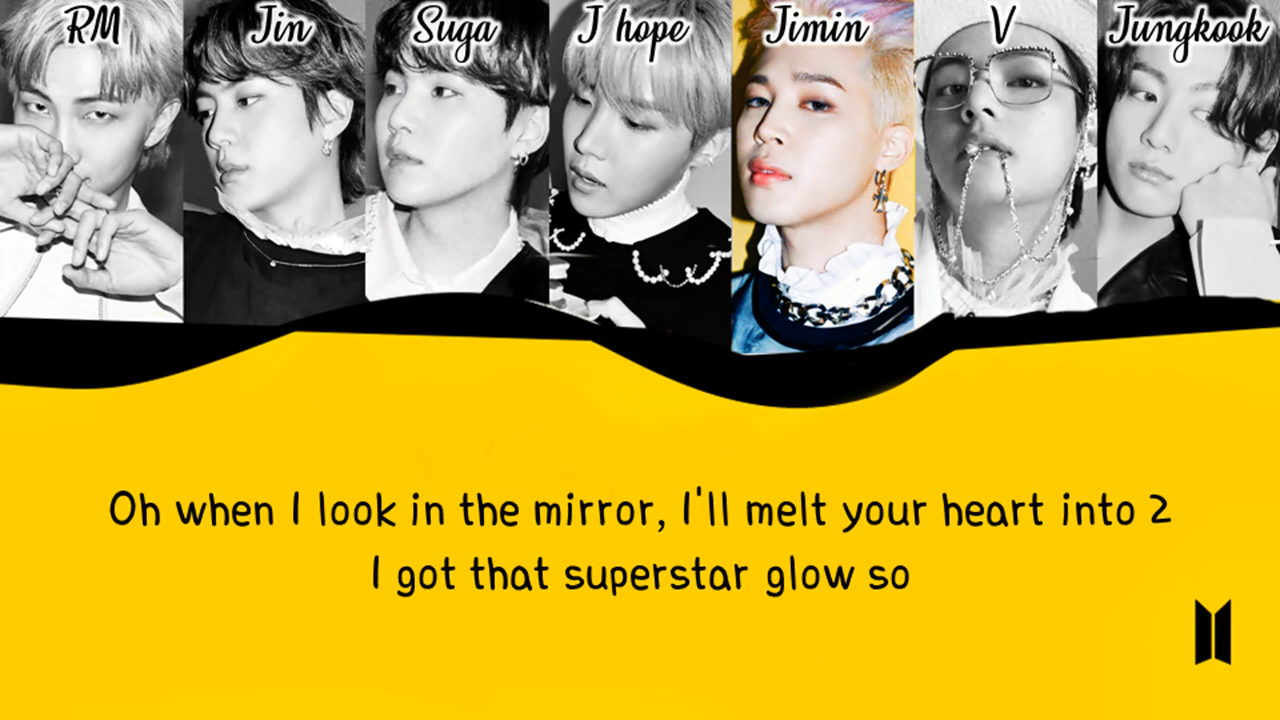 RM Jin Suga J hope Jimin V Jungkook
Oh when I look in the mirror, I'll melt your heart into 2
I got that superstar glow so